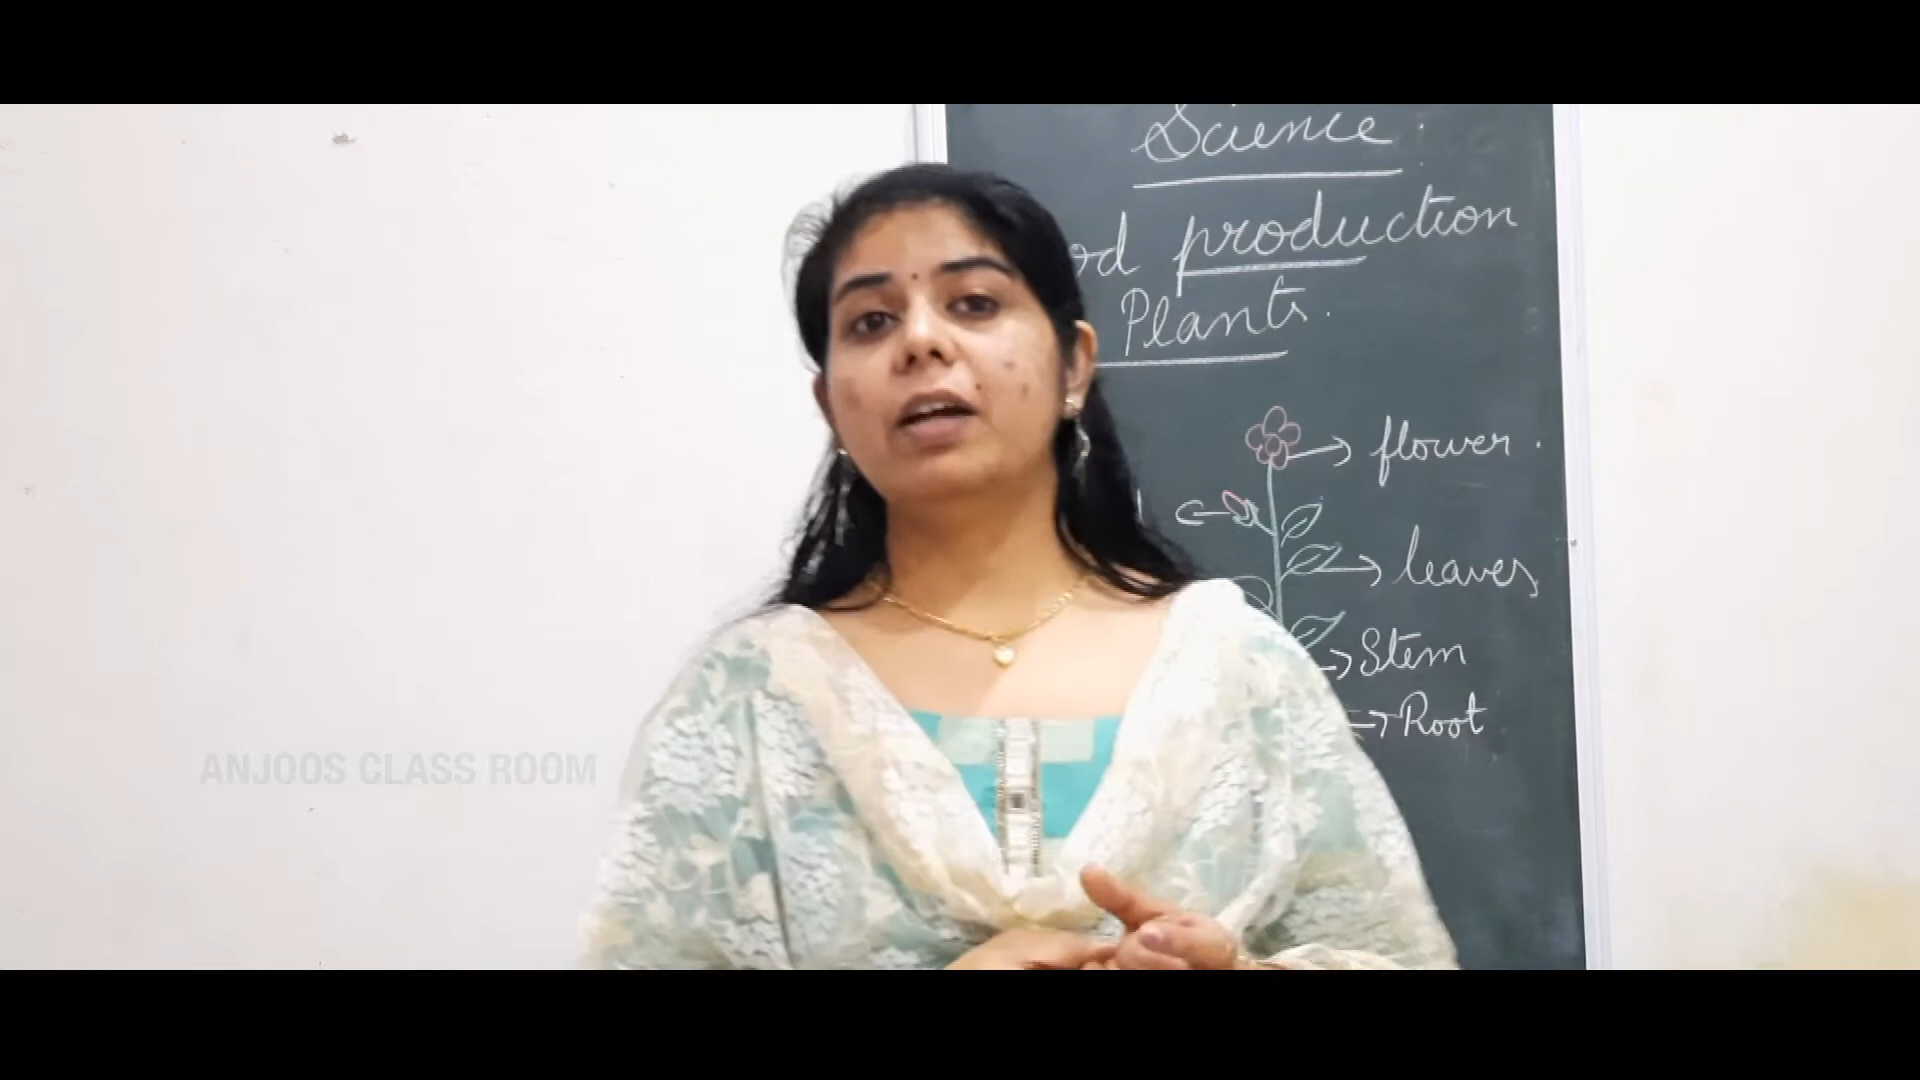 Science
production
Plants.
flower.
leaves
Stem
Root
ANJOOS CLASS ROOM